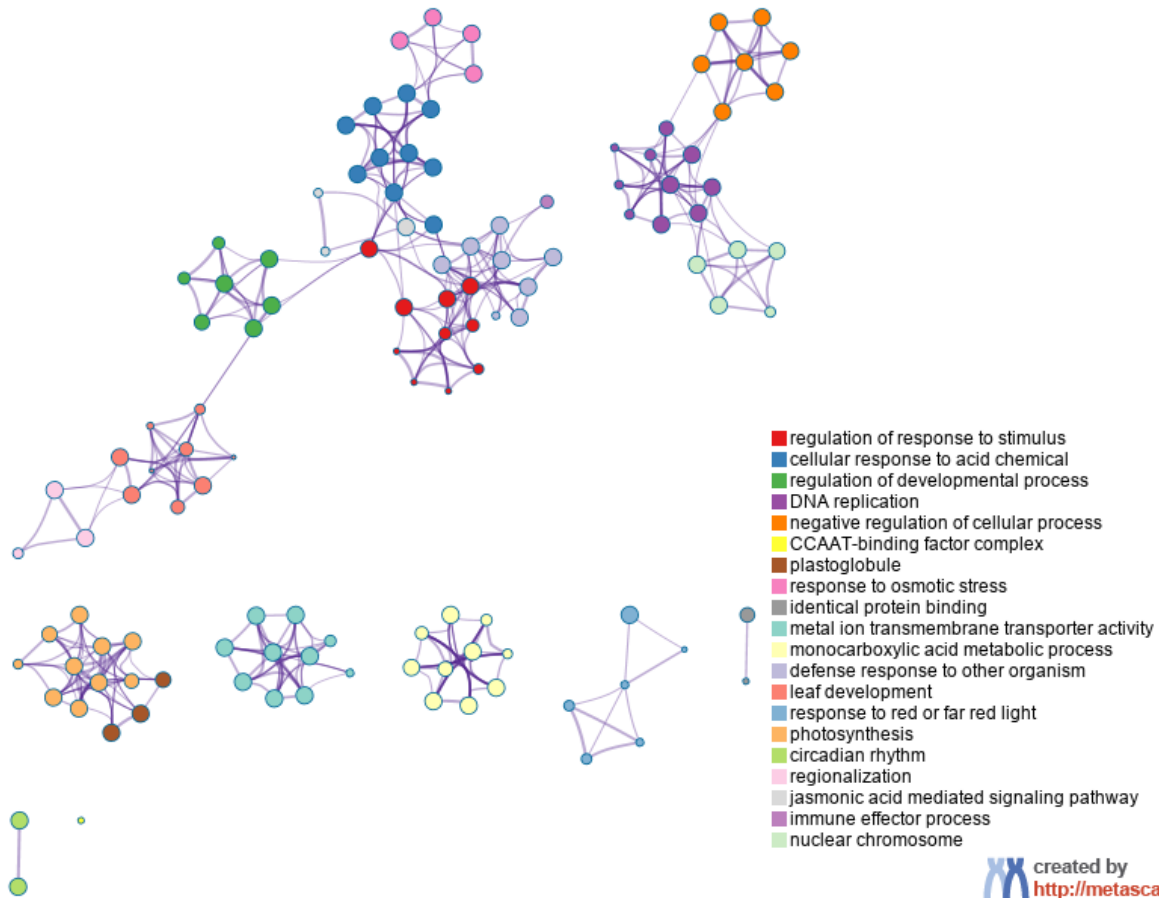 regulation of response to stimulus
cellular response to acid chemical
regulation of developmental process
DNA replication
negative regulation of cellular process
CCAAT-binding factor complex
plastoglobule
response to osmotic stress
identical protein binding
metal ion transmembrane transporter activity
monocarboxylic acid metabolic process
defense response to other organism
leaf development
response to red or far red light
photosynthesis
circadian rhythm
regionalization
jasmonic acid mediated signaling pathway
immune effector process
nuclear chromosome
created by
http://metasca